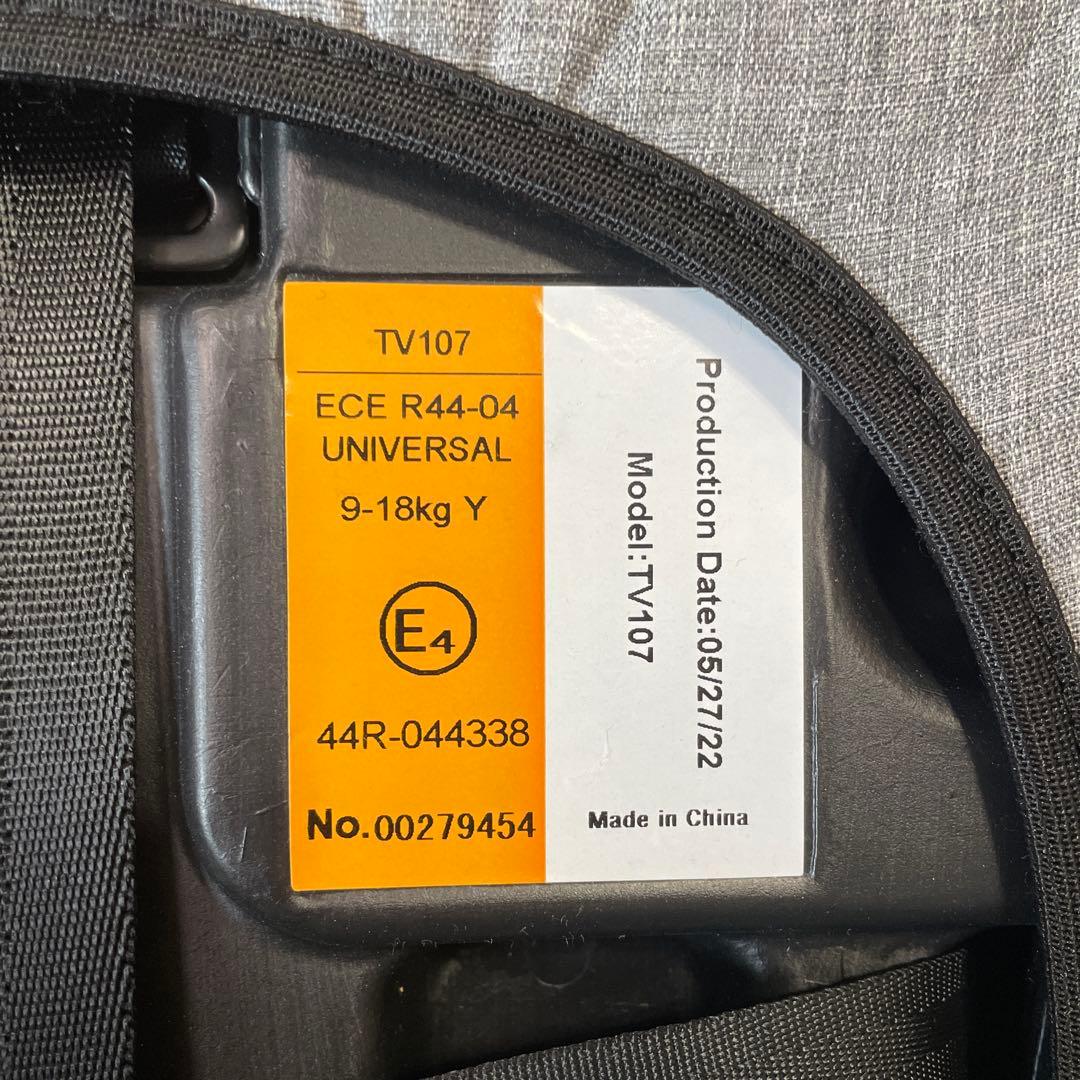 TV107
ECE R44-04
UNIVERSAL
9-18kg Y
E4
44R-044338
No.00279454
Production Date:05/27/22
Model:TV107
Made in China